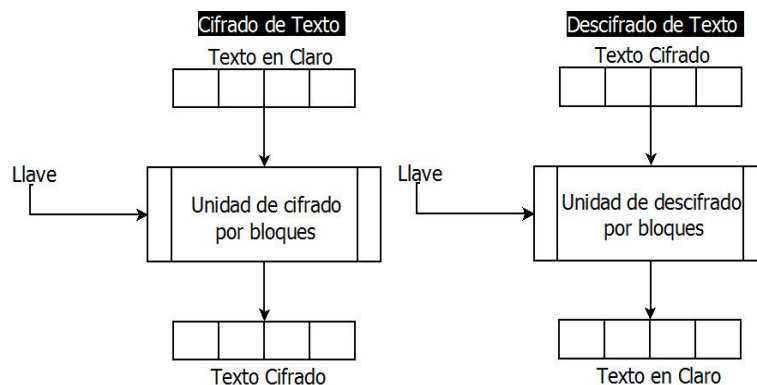 Cifrado de Texto
Texto en Claro
Llave
Unidad de cifrado
por bloques
Texto Cifrado
Descifrado de Texto
Texto Cifrado
Llave
Unidad de descifrado
por bloques
Texto en Claro